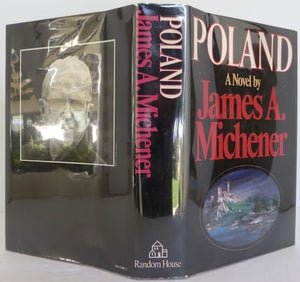 POLAND
James A. Michener
Random House
POLAND
A Novel by
James A.
Michener